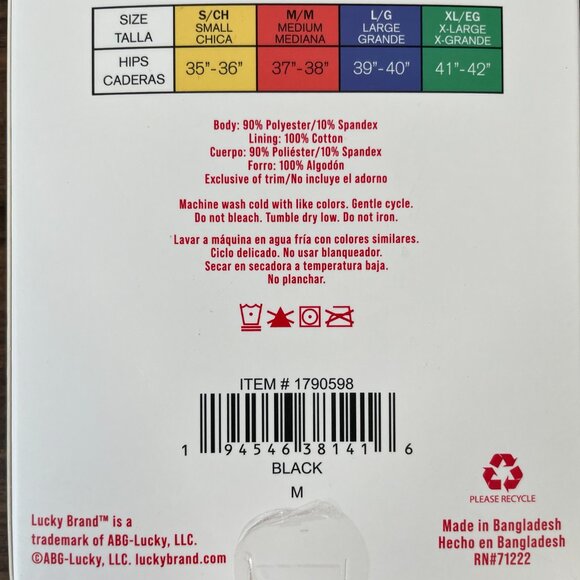 SIZE
TALLA
S/CH
SMALL
CHICA
M/M
MEDIUM
MEDIANA
L/G
LARGE
GRANDE
XL/EG
X-LARGE
X-GRANDE
HIPS
CADERAS
35"-36"
37"-38"
39"-40"
41"-42"
Body: 90% Polyester/10% Spandex
Lining: 100% Cotton
Cuerpo: 90% Poliéster/10% Spandex
Forro: 100% Algodón
Exclusive of trim/No incluye el adorno
Machine wash cold with like colors. Gentle cycle.
Do not bleach. Tumble dry low. Do not iron.
Lavar a máquina en agua fría con colores similares.
Ciclo delicado. No usar blanqueador.
Secar en secadora a temperatura baja.
No planchar.
ITEM # 1790598
1 94546 38141 6
BLACK
M
PLEASE RECYCLE
Lucky Brand™ is a
trademark of ABG-Lucky, LLC.
©ABG-Lucky, LLC. luckybrand.com
Made in Bangladesh
Hecho en Bangladesh
RN#71222